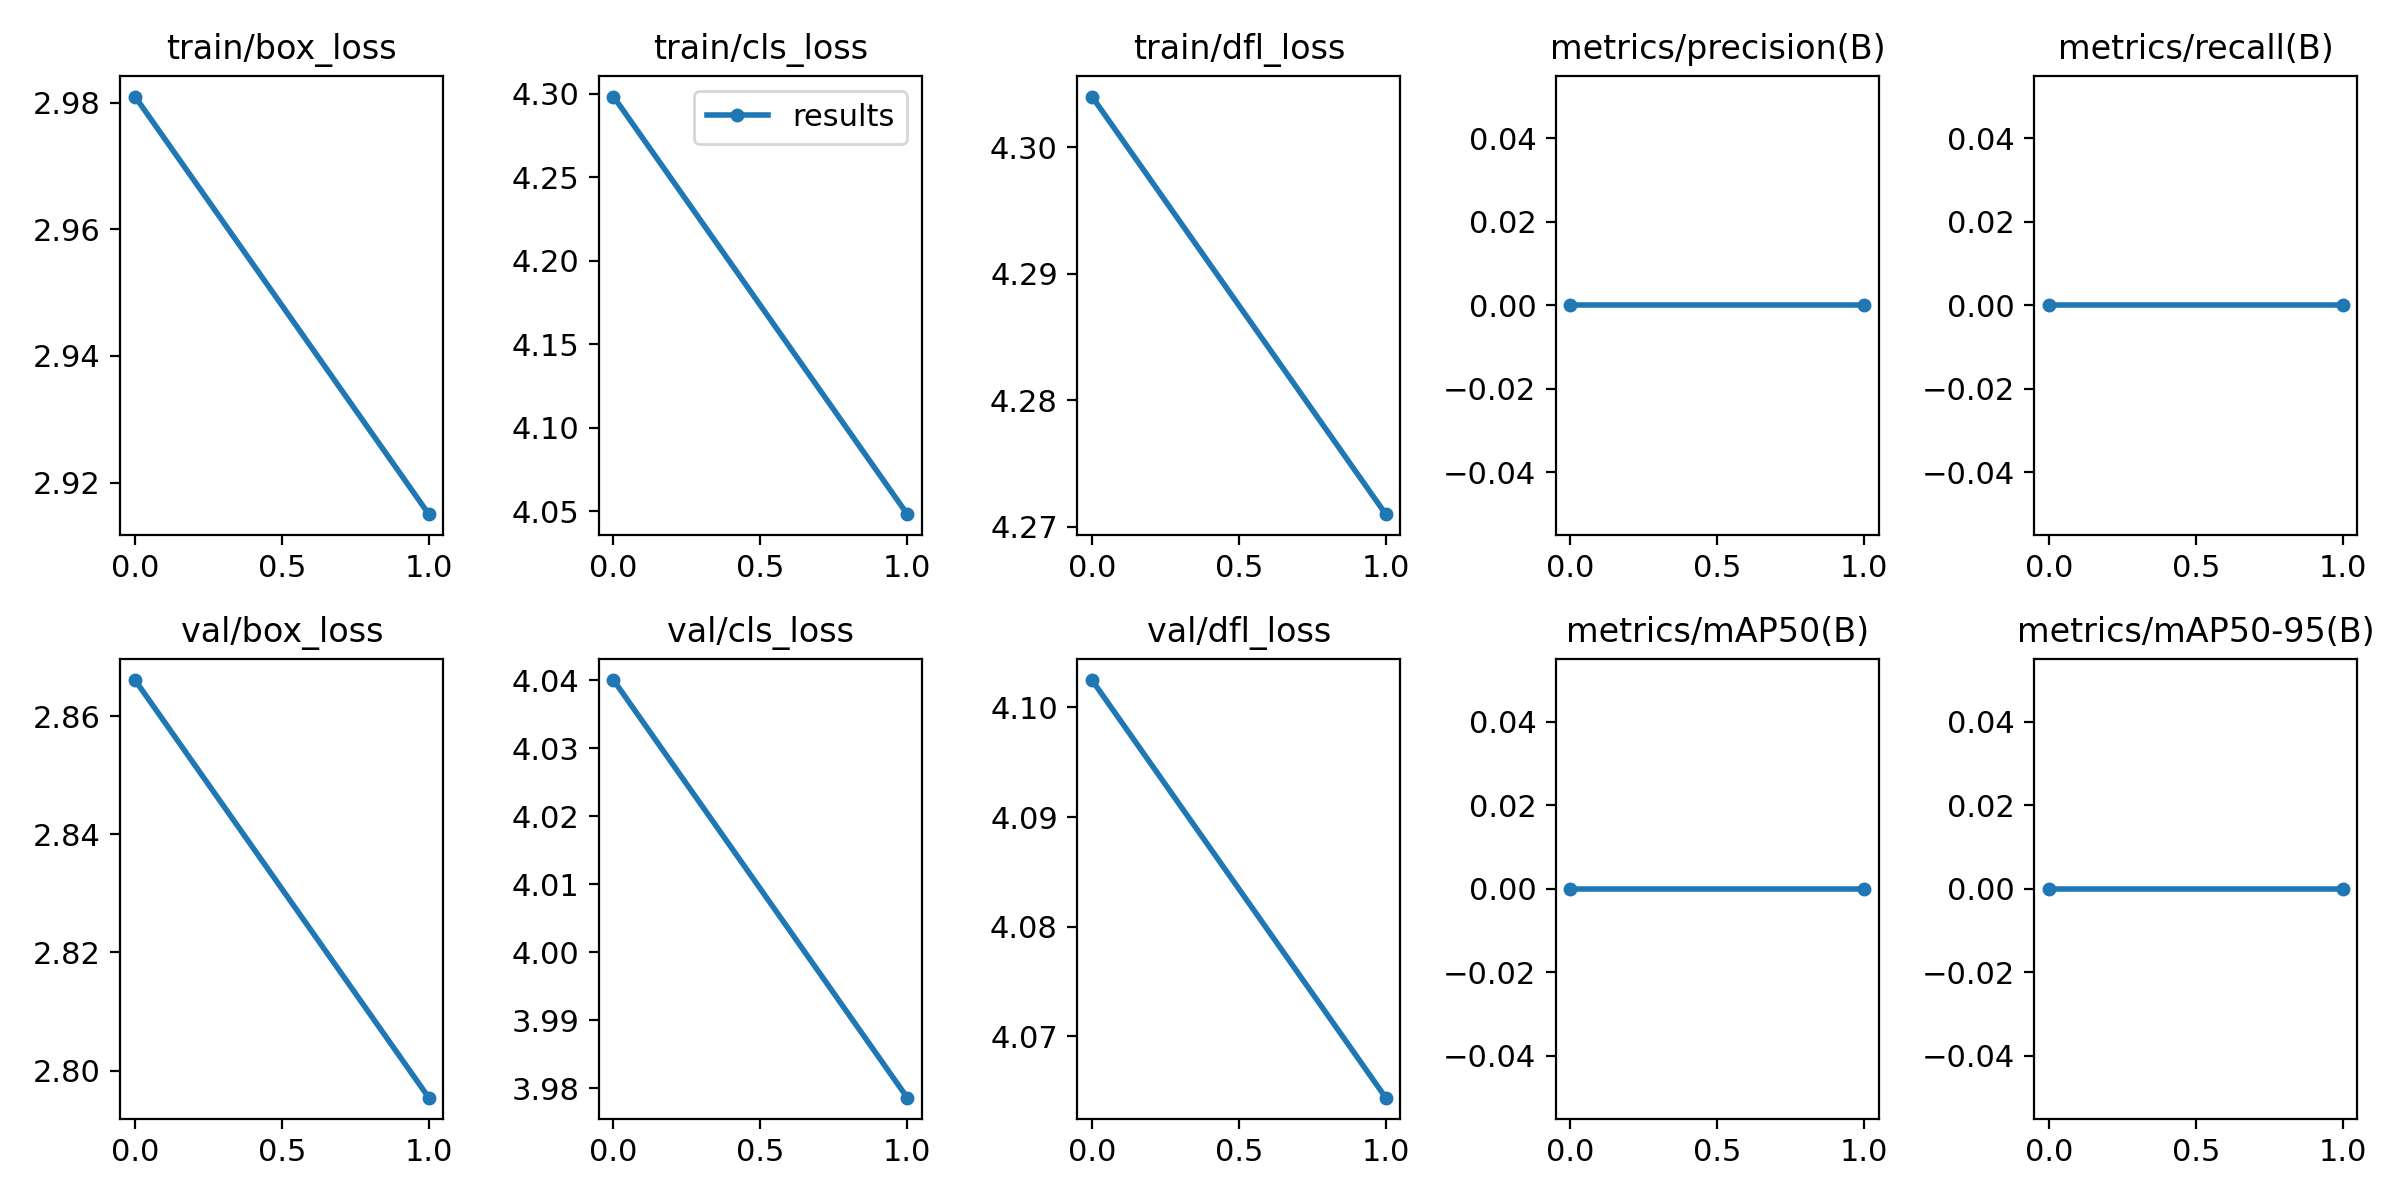 train/box_loss
2.98
2.96
2.94
2.92
0.0 0.5 1.0
train/cls_loss
results
4.30
4.25
4.20
4.15
4.10
4.05
0.0 0.5 1.0
train/dfl_loss
4.30
4.29
4.28
4.27
0.0 0.5 1.0
metrics/precision(B)
0.04
0.02
0.00
−0.02
−0.04
0.0 0.5 1.0
metrics/recall(B)
0.04
0.02
0.00
−0.02
−0.04
0.0 0.5 1.0
val/box_loss
2.86
2.84
2.82
2.80
0.0 0.5 1.0
val/cls_loss
4.04
4.03
4.02
4.01
4.00
3.99
3.98
0.0 0.5 1.0
val/dfl_loss
4.10
4.09
4.08
4.07
0.0 0.5 1.0
metrics/mAP50(B)
0.04
0.02
0.00
−0.02
−0.04
0.0 0.5 1.0
metrics/mAP50-95(B)
0.04
0.02
0.00
−0.02
−0.04
0.0 0.5 1.0